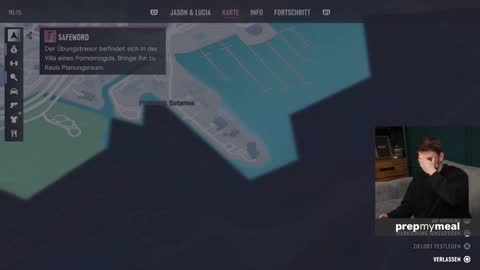 16:15
JASON & LUCIA
KARTE
INFO
FORTSCHRITT
SAFEWORD
Der Übungstresor befindet sich in der
Villa eines Pornomoguls. Bringe ihn zu
Rauls Planungsraum.
prepmymeal
ZIELORT FESTLEGEN
VERLASSEN